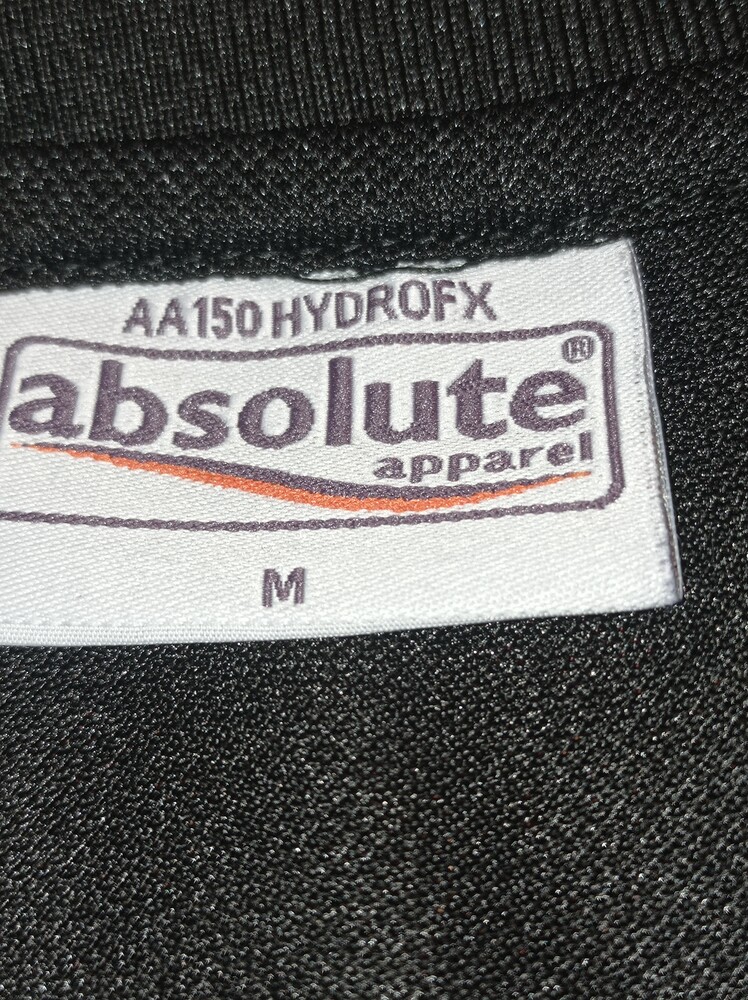 AA150 HYDROFX
absolute®
apparel
M